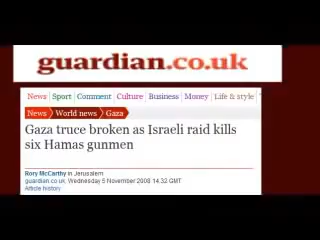 guardian.co.uk
News Sport Comment Culture Business Money Life & style
News World news Gaza
Gaza truce broken as Israeli raid kills
six Hamas gunmen
Rory McCarthy in Jerusalem
guardian.co.uk, Wednesday 5 November 2008 14.32 GMT
Article history